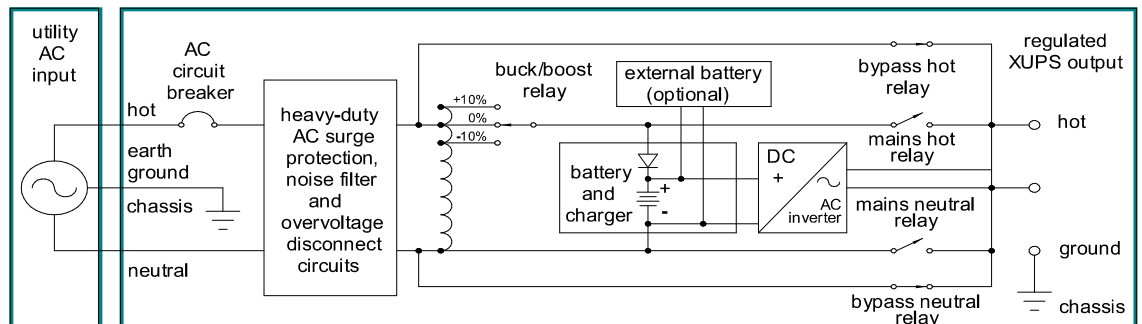 utility
AC
input
AC
circuit
breaker
hot
earth
ground
chassis
neutral
heavy-duty
AC surge
protection,
noise filter
and
overvoltage
disconnect
circuits
buck/boost
relay
+10%
0%
-10%
external battery
(optional)
battery
and
charger
+
-
DC
+
AC
inverter
bypass hot
relay
mains hot
relay
mains neutral
relay
bypass neutral
relay
regulated
XUPS output
hot
ground
chassis